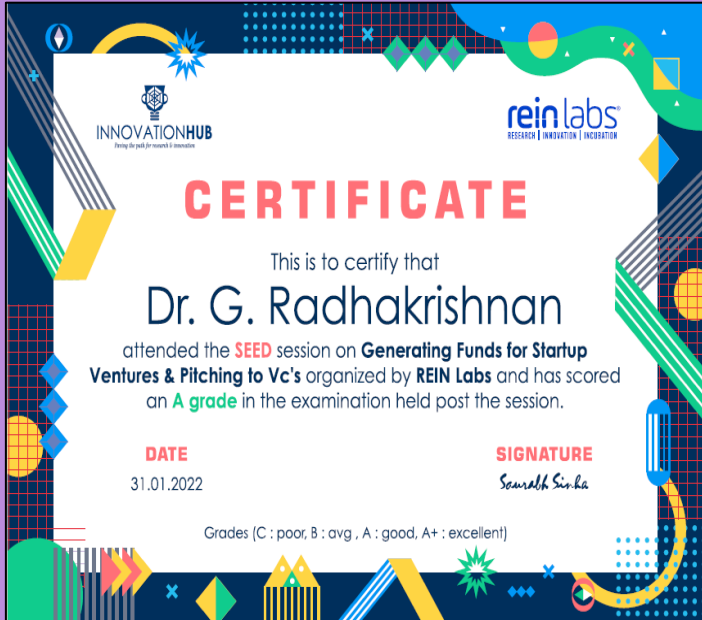 INNOVATIONHUB
Paving the path for research & innovation
rein labs®
RESEARCH | INNOVATION | INCUBATION
CERTIFICATE
This is to certify that
Dr. G. Radhakrishnan
attended the SEED session on Generating Funds for Startup
Ventures & Pitching to Vc's organized by REIN Labs and has scored
an A grade in the examination held post the session.
DATE
31.01.2022
SIGNATURE
Saurabh Sinha
Grades (C : poor, B : avg , A : good, A+ : excellent)